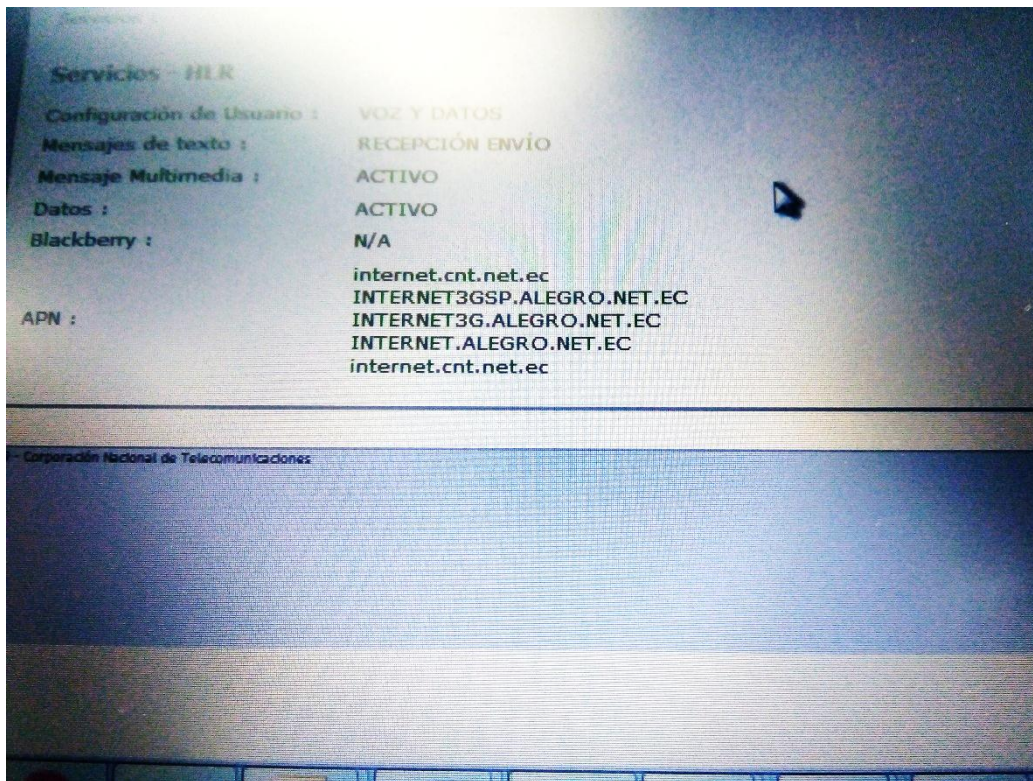 Servicios - HLR
Configuración de Usuario : VOZ Y DATOS
Mensajes de texto : RECEPCIÓN ENVÍO
Mensaje Multimedia : ACTIVO
Datos : ACTIVO
Blackberry : N/A
internet.cnt.net.ec
INTERNET3GSP.ALEGRO.NET.EC
APN : INTERNET3G.ALEGRO.NET.EC
INTERNET.ALEGRO.NET.EC
internet.cnt.net.ec
- Corporación Nacional de Telecomunicaciones